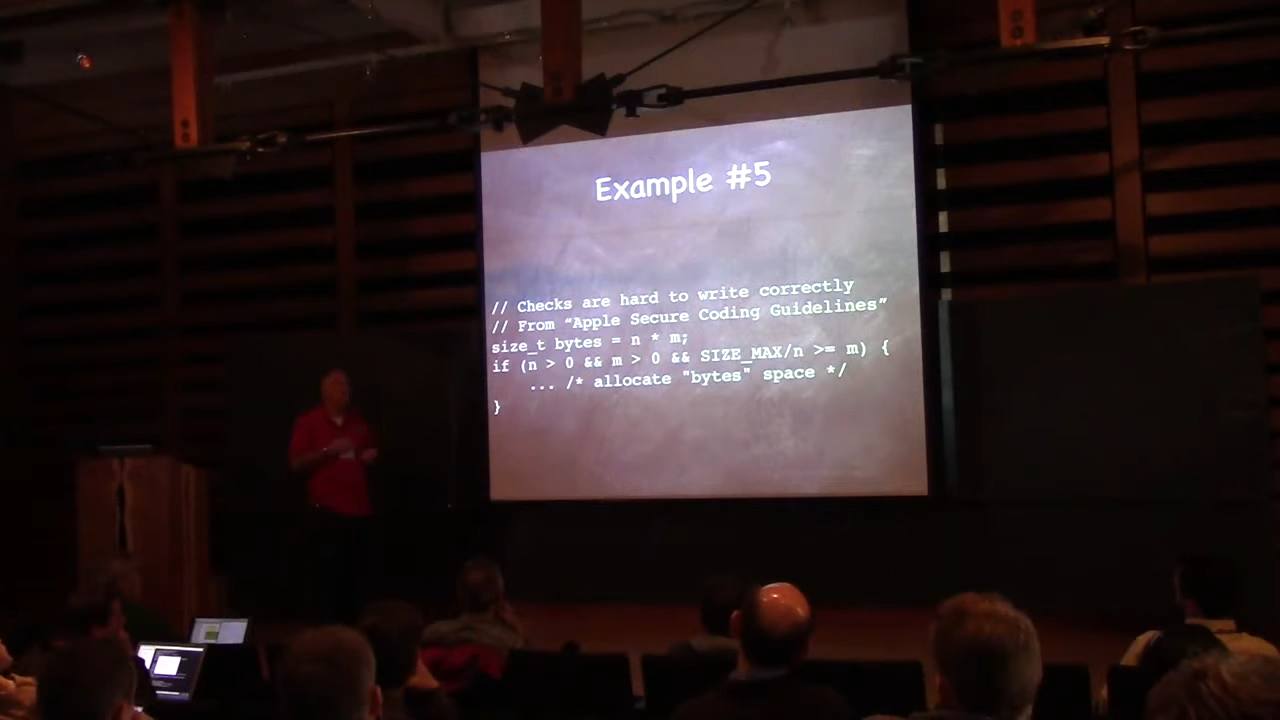 Example #5
// Checks are hard to write correctly
// From “Apple Secure Coding Guidelines”
size_t bytes = n * m;
if (n > 0 && m > 0 && SIZE_MAX/n >= m) {
... /* allocate "bytes" space */
}